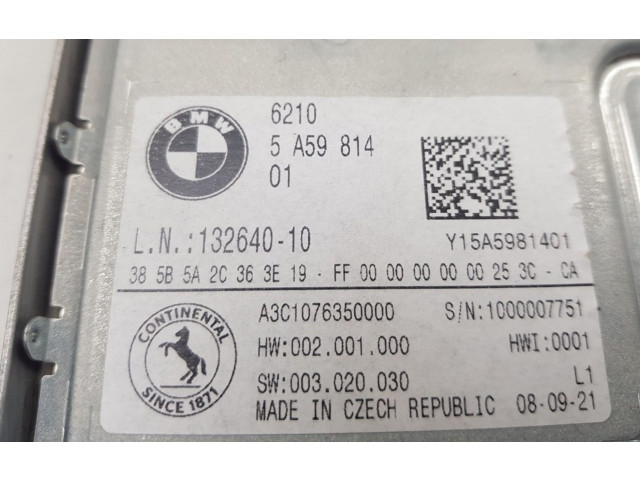 BMW
6210
5 A59 814
01
L.N.:132640-10
Y15A5981401
38 5B 5A 2C 36 3E 19 - FF 00 00 00 00 00 25 3C - CA
CONTINENTAL
SINCE 1871
A3C1076350000
S/N:1000007751
HW:002.001.000
HWI:0001
SW:003.020.030
L1
MADE IN CZECH REPUBLIC
08-09-21